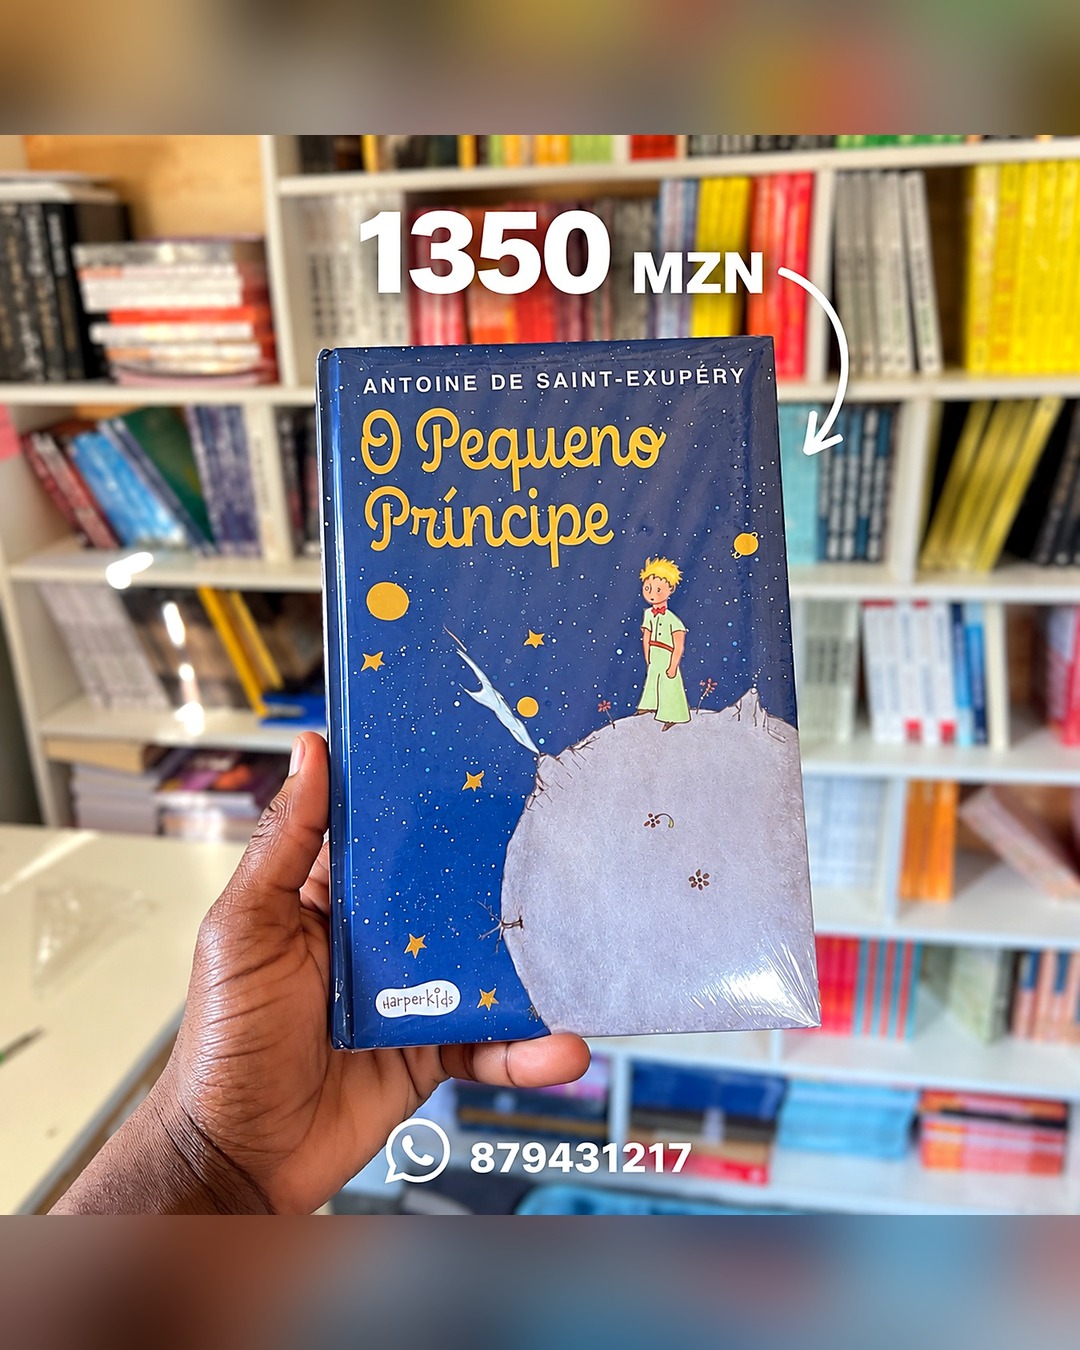 1350 MZN
ANTOINE DE SAINT-EXUPÉRY
O Pequeno
Príncipe
HarperKids
879431217